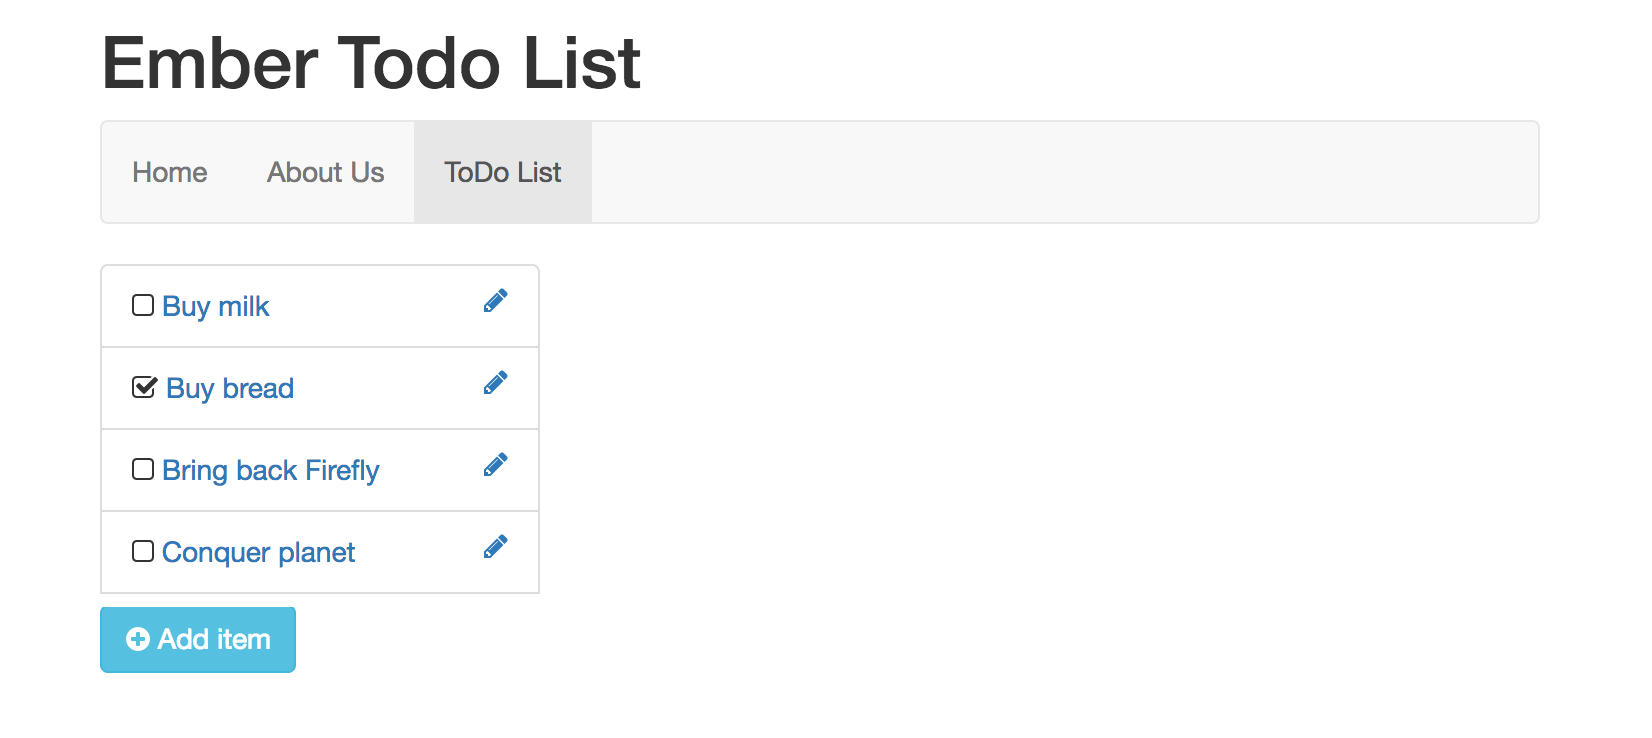 Ember Todo List
Home About Us ToDo List
Buy milk
Buy bread
Bring back Firefly
Conquer planet
Add item